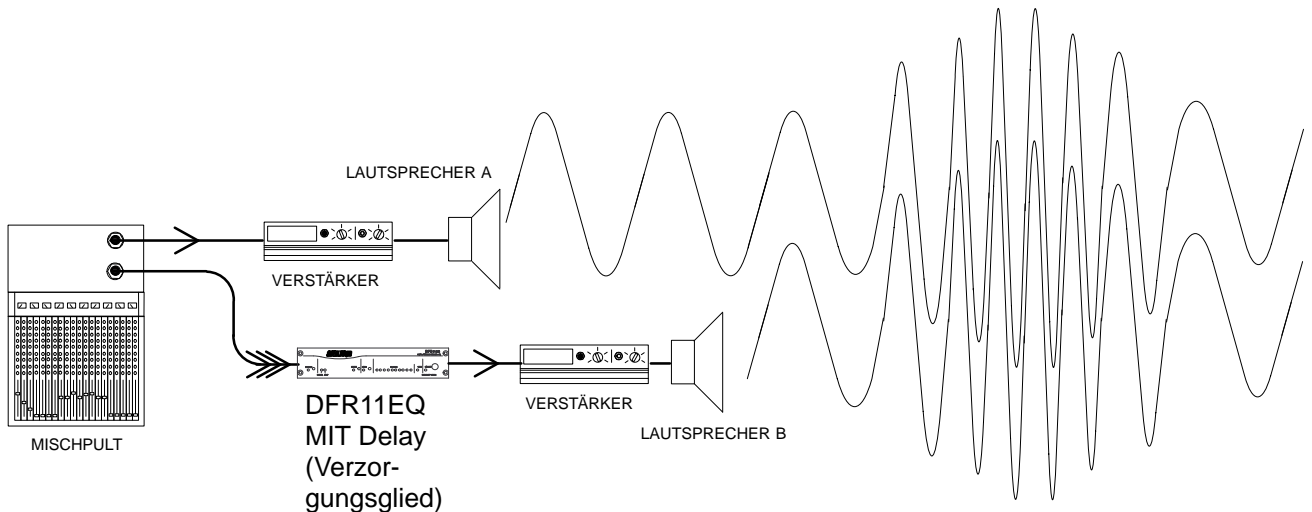 LAUTSPRECHER A
VERSTÄRKER
DFR11EQ
MIT Delay
(Verzor-
gungsglied)
VERSTÄRKER
LAUTSPRECHER B
MISCHPULT